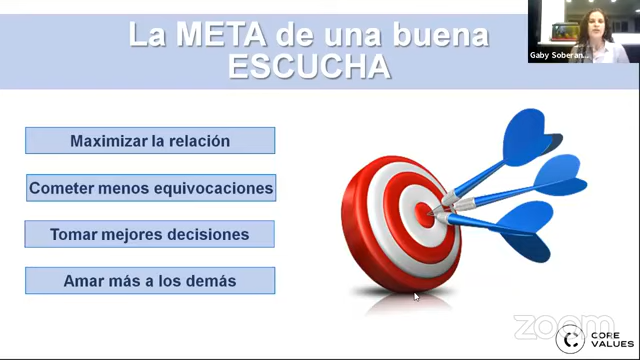 La META de una buena
ESCUCHA
Gaby Soberan...
Maximizar la relación
Cometer menos equivocaciones
Tomar mejores decisiones
Amar más a los demás
zoom
CORE
VALUES